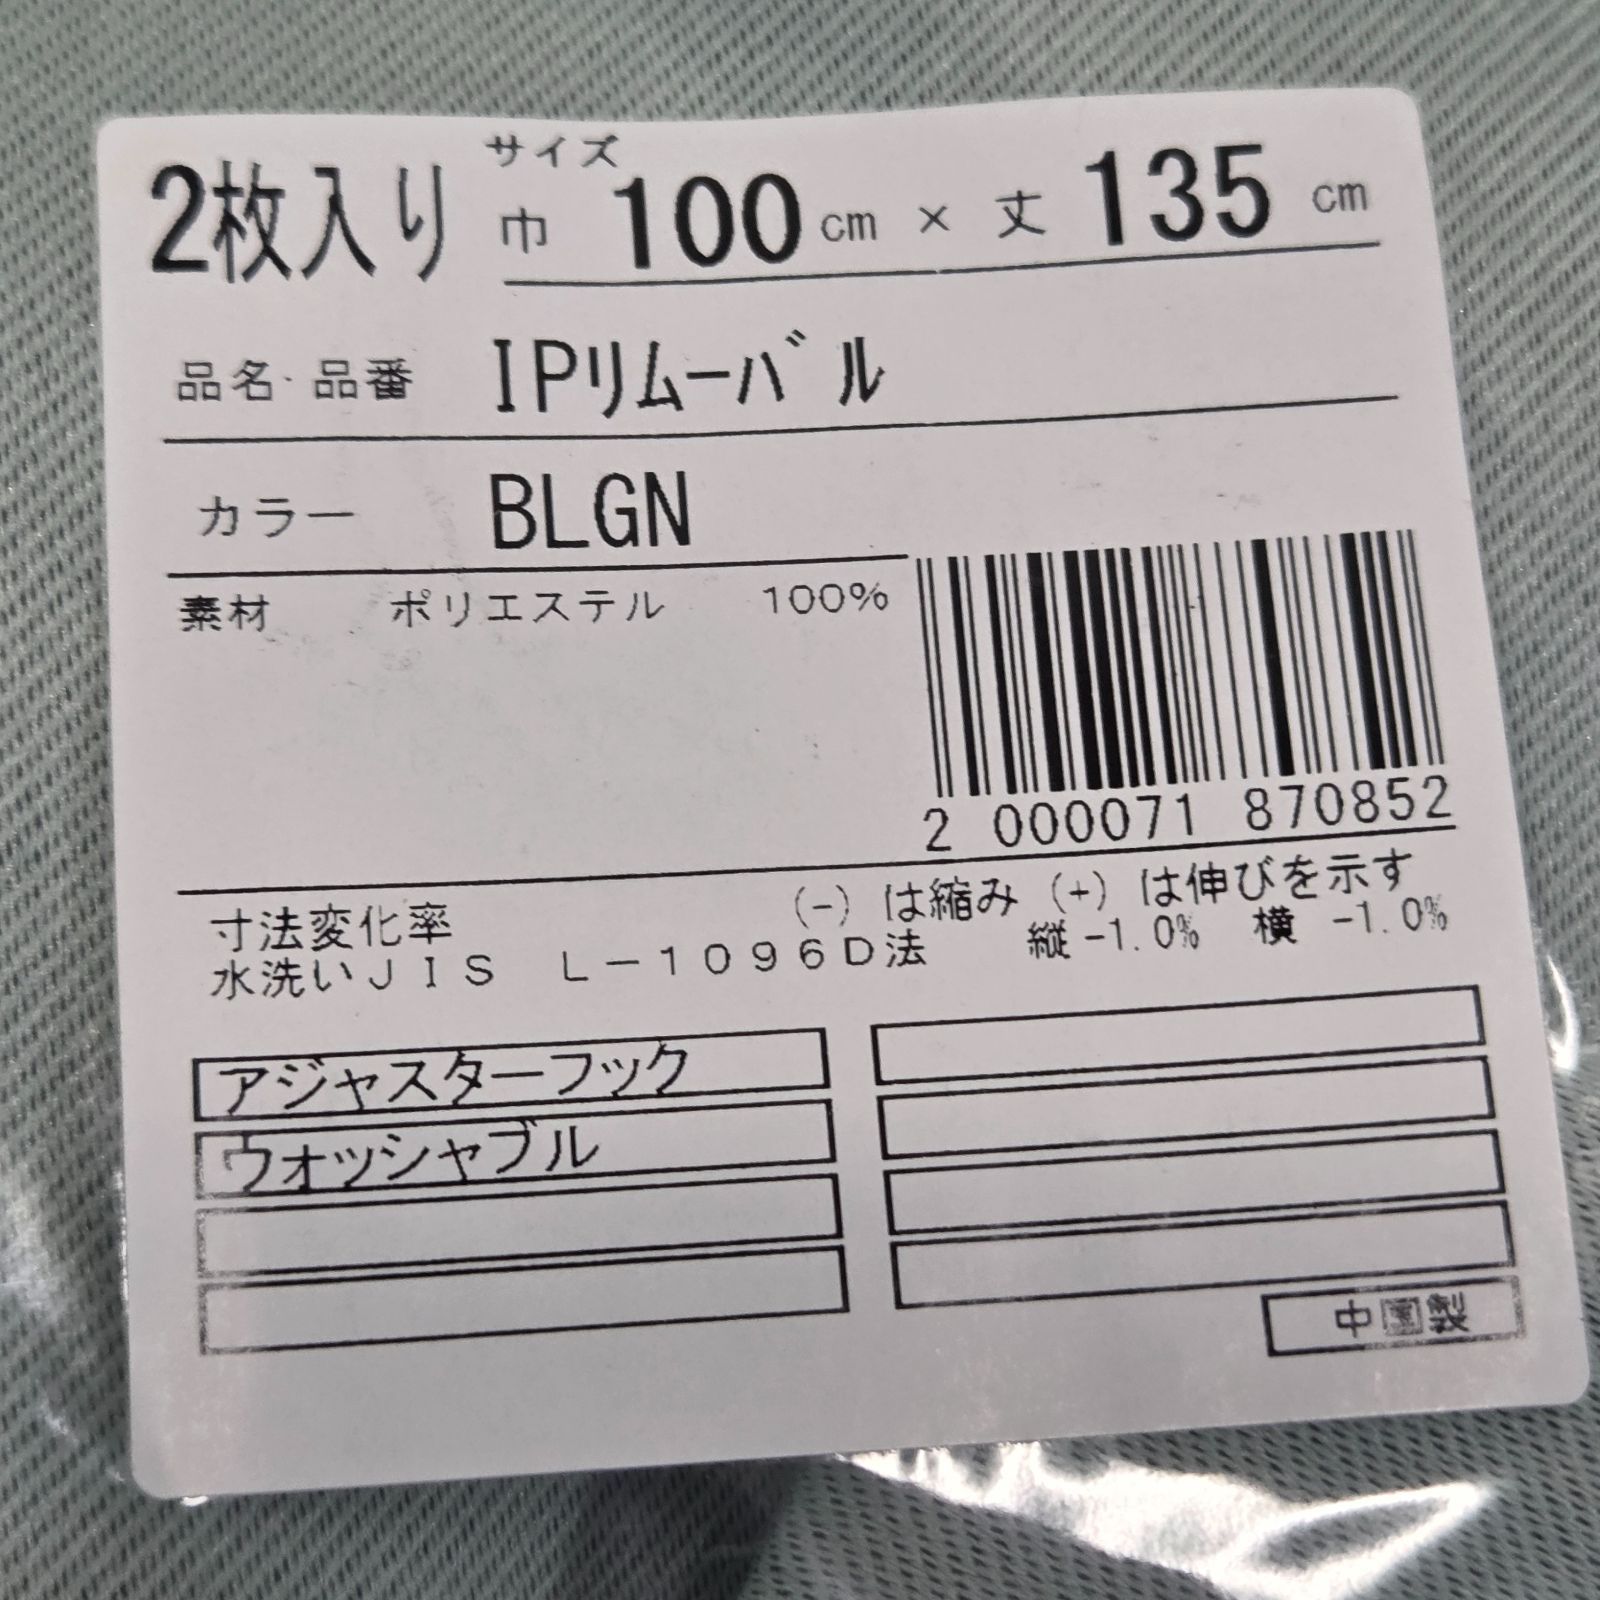 2枚入り サイズ
巾 100cm × 丈 135cm
品名・品番 IPリムーバル
カラー BLGN
素材 ポリエステル 100%
2 000071 870852
寸法変化率 (-) は縮み (+) は伸びを示す
水洗いJIS L-1096D法 縦 -1.0% 横 -1.0%
アジャスターフック
ウォッシャブル
中国製